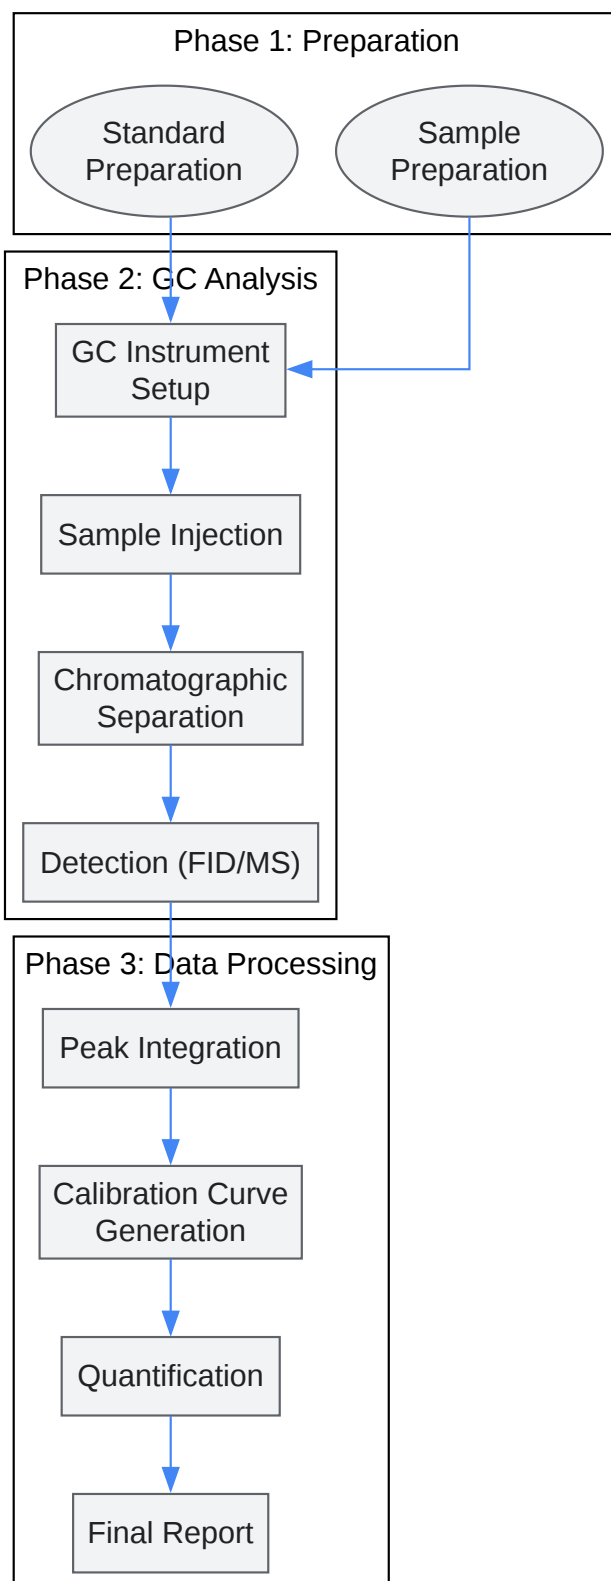 Phase 1: Preparation
Standard
Preparation
Sample
Preparation
Phase 2: GC Analysis
GC Instrument
Setup
Sample Injection
Chromatographic
Separation
Detection (FID/MS)
Phase 3: Data Processing
Peak Integration
Calibration Curve
Generation
Quantification
Final Report